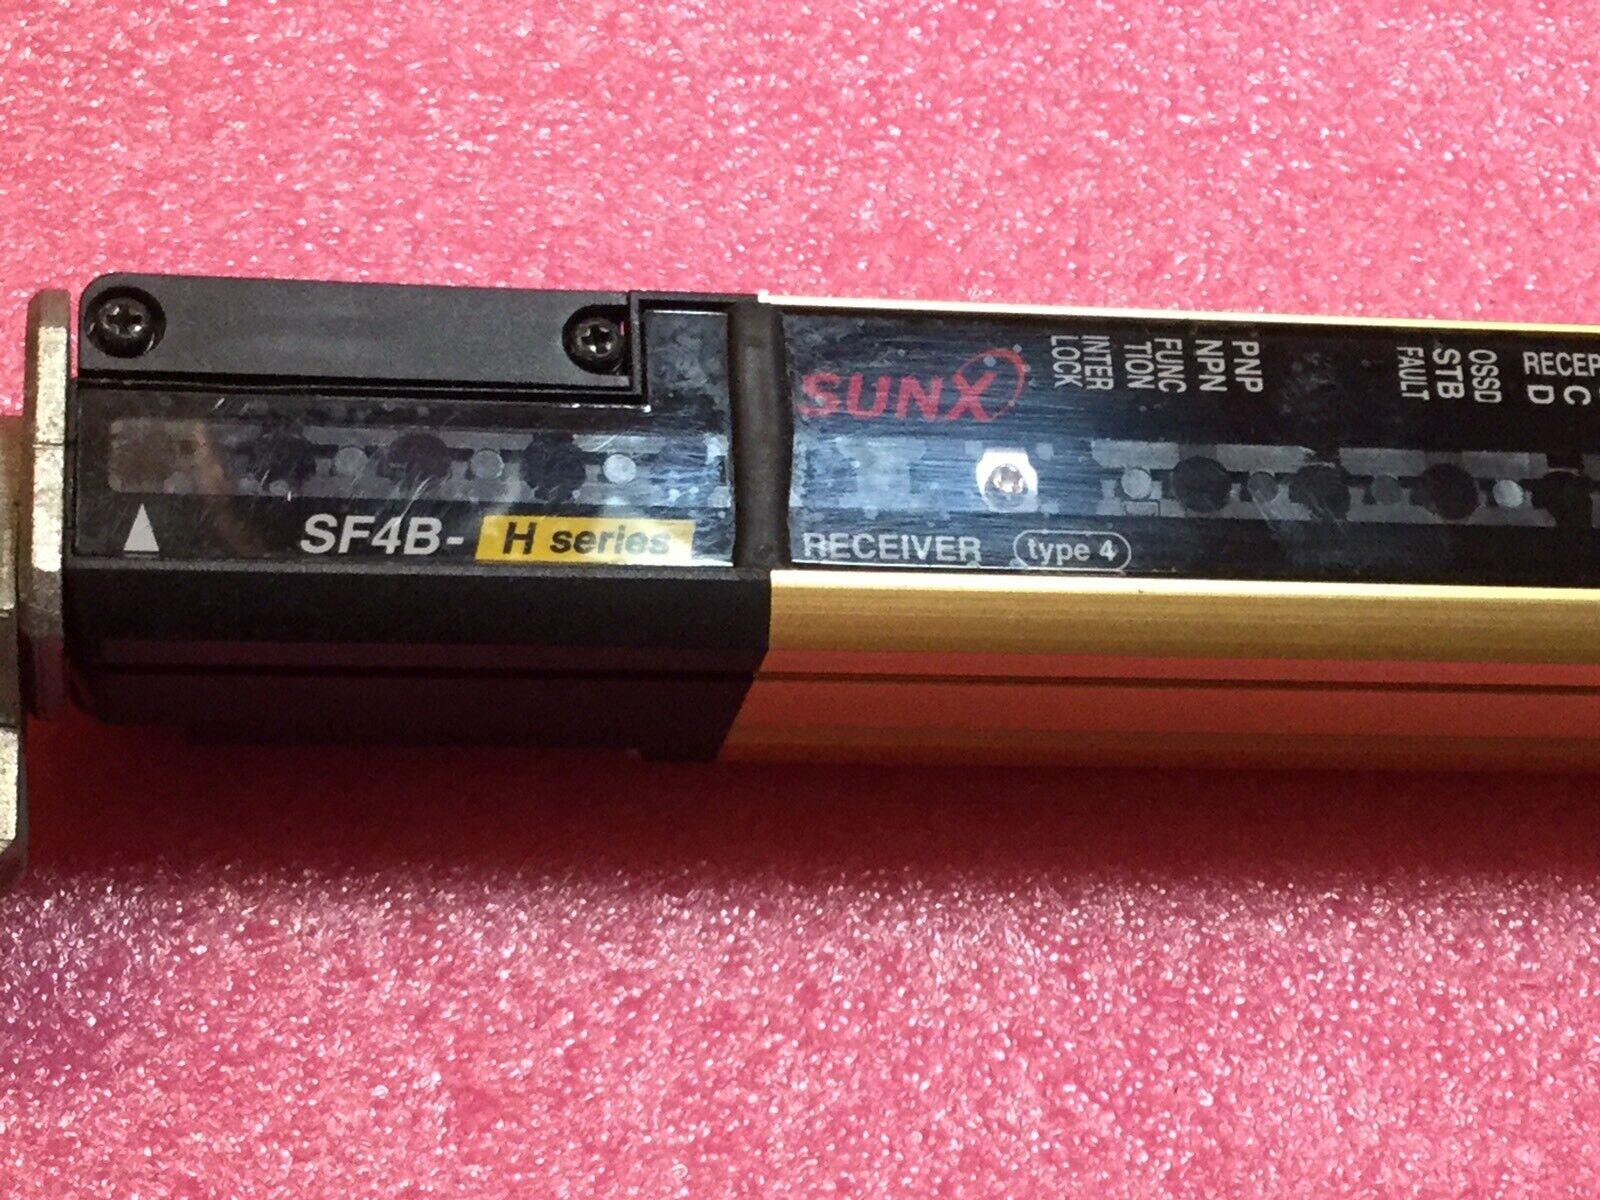 SUNX
INTER
LOCK
FUNC
TION
NPN
PNP
FAULT
STB
OSSD
RECEP
D
C
SF4B-
H series
RECEIVER
type 4